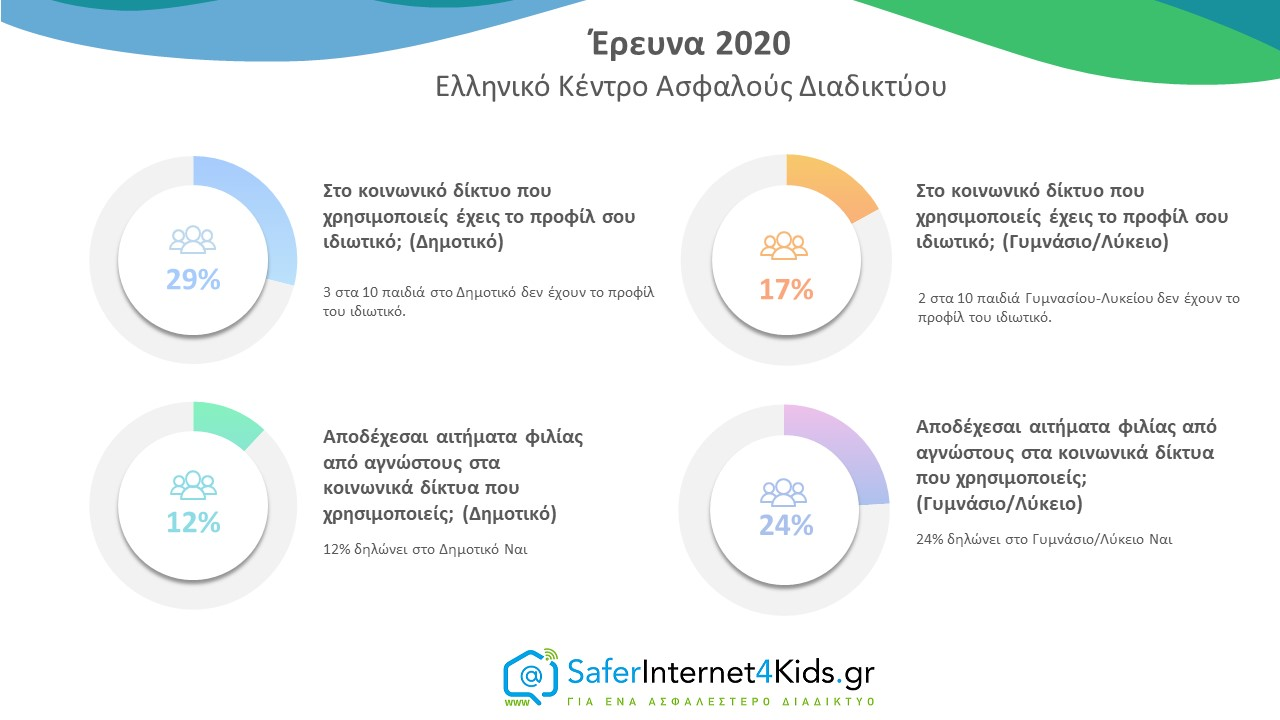 Έρευνα 2020
Ελληνικό Κέντρο Ασφαλούς Διαδικτύου
29%
Στο κοινωνικό δίκτυο που
χρησιμοποιείς έχεις το προφίλ σου
ιδιωτικό; (Δημοτικό)
3 στα 10 παιδιά στο Δημοτικό δεν έχουν το προφίλ
του ιδιωτικό.
17%
Στο κοινωνικό δίκτυο που
χρησιμοποιείς έχεις το προφίλ σου
ιδιωτικό; (Γυμνάσιο/Λύκειο)
2 στα 10 παιδιά Γυμνασίου-Λυκείου δεν έχουν το
προφίλ του ιδιωτικό.
12%
Αποδέχεσαι αιτήματα φιλίας
από αγνώστους στα
κοινωνικά δίκτυα που
χρησιμοποιείς; (Δημοτικό)
12% δηλώνει στο Δημοτικό Ναι
24%
Αποδέχεσαι αιτήματα φιλίας από
αγνώστους στα κοινωνικά δίκτυα
που χρησιμοποιείς;
(Γυμνάσιο/Λύκειο)
24% δηλώνει στο Γυμνάσιο/Λύκειο Ναι
@
www
SaferInternet4Kids.gr
ΓΙΑ ΕΝΑ ΑΣΦΑΛΕΣΤΕΡΟ ΔΙΑΔΙΚΤΥΟ